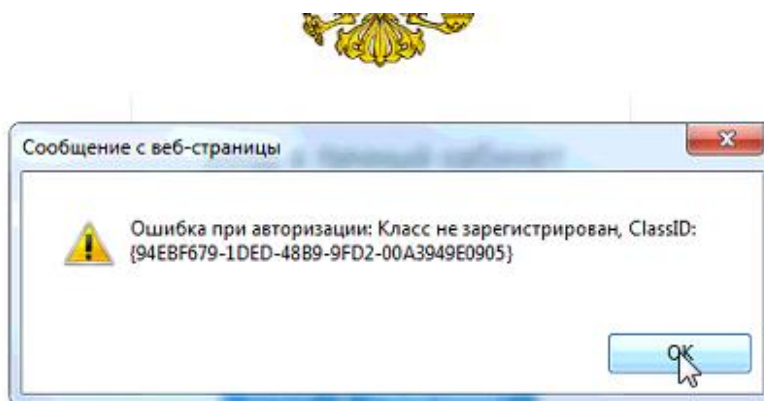 Сообщение с веб-страницы
Ошибка при авторизации: Класс не зарегистрирован, ClassID:
{94EBF679-1DED-48B9-9FD2-00A3949E0905}
OK